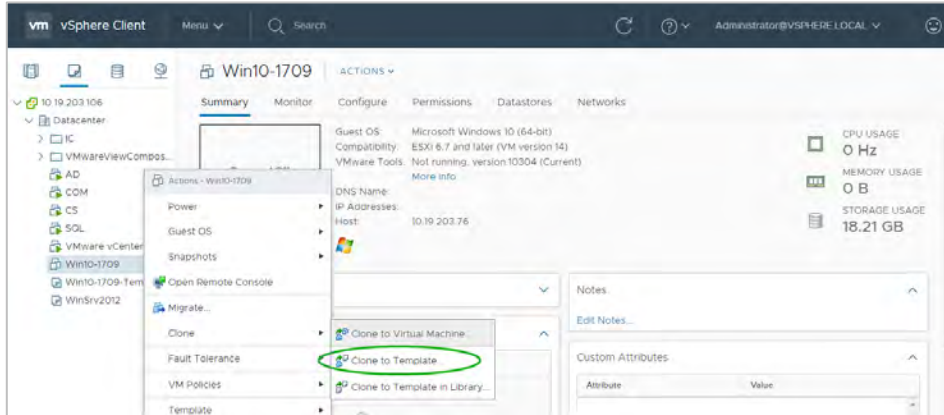 vm vSphere Client Menu Search Administrator@VSPHERE.LOCAL
Win10-1709 ACTIONS
10.19.203.106
Summary Monitor Configure Permissions Datastores Networks
Datacenter
IC
VMwareViewCompos...
AD
COM
CS
SQL
VMware vCenter
Win10-1709
Win10-1709-Tem
WinSrv2012
Guest OS: Microsoft Windows 10 (64-bit)
Compatibility: ESXi 6.7 and later (VM version 14)
VMware Tools: Not running, version:10304 (Current)
More info
DNS Name:
IP Addresses:
Host: 10.19.203.76
CPU USAGE
0 Hz
MEMORY USAGE
0 B
STORAGE USAGE
18.21 GB
Actions - Win10-1709
Power
Guest OS
Snapshots
Open Remote Console
Migrate...
Clone
Fault Tolerance
VM Policies
Template
Clone to Virtual Machine...
Clone to Template...
Clone to Template in Library...
Notes
Edit Notes...
Custom Attributes
Attribute Value